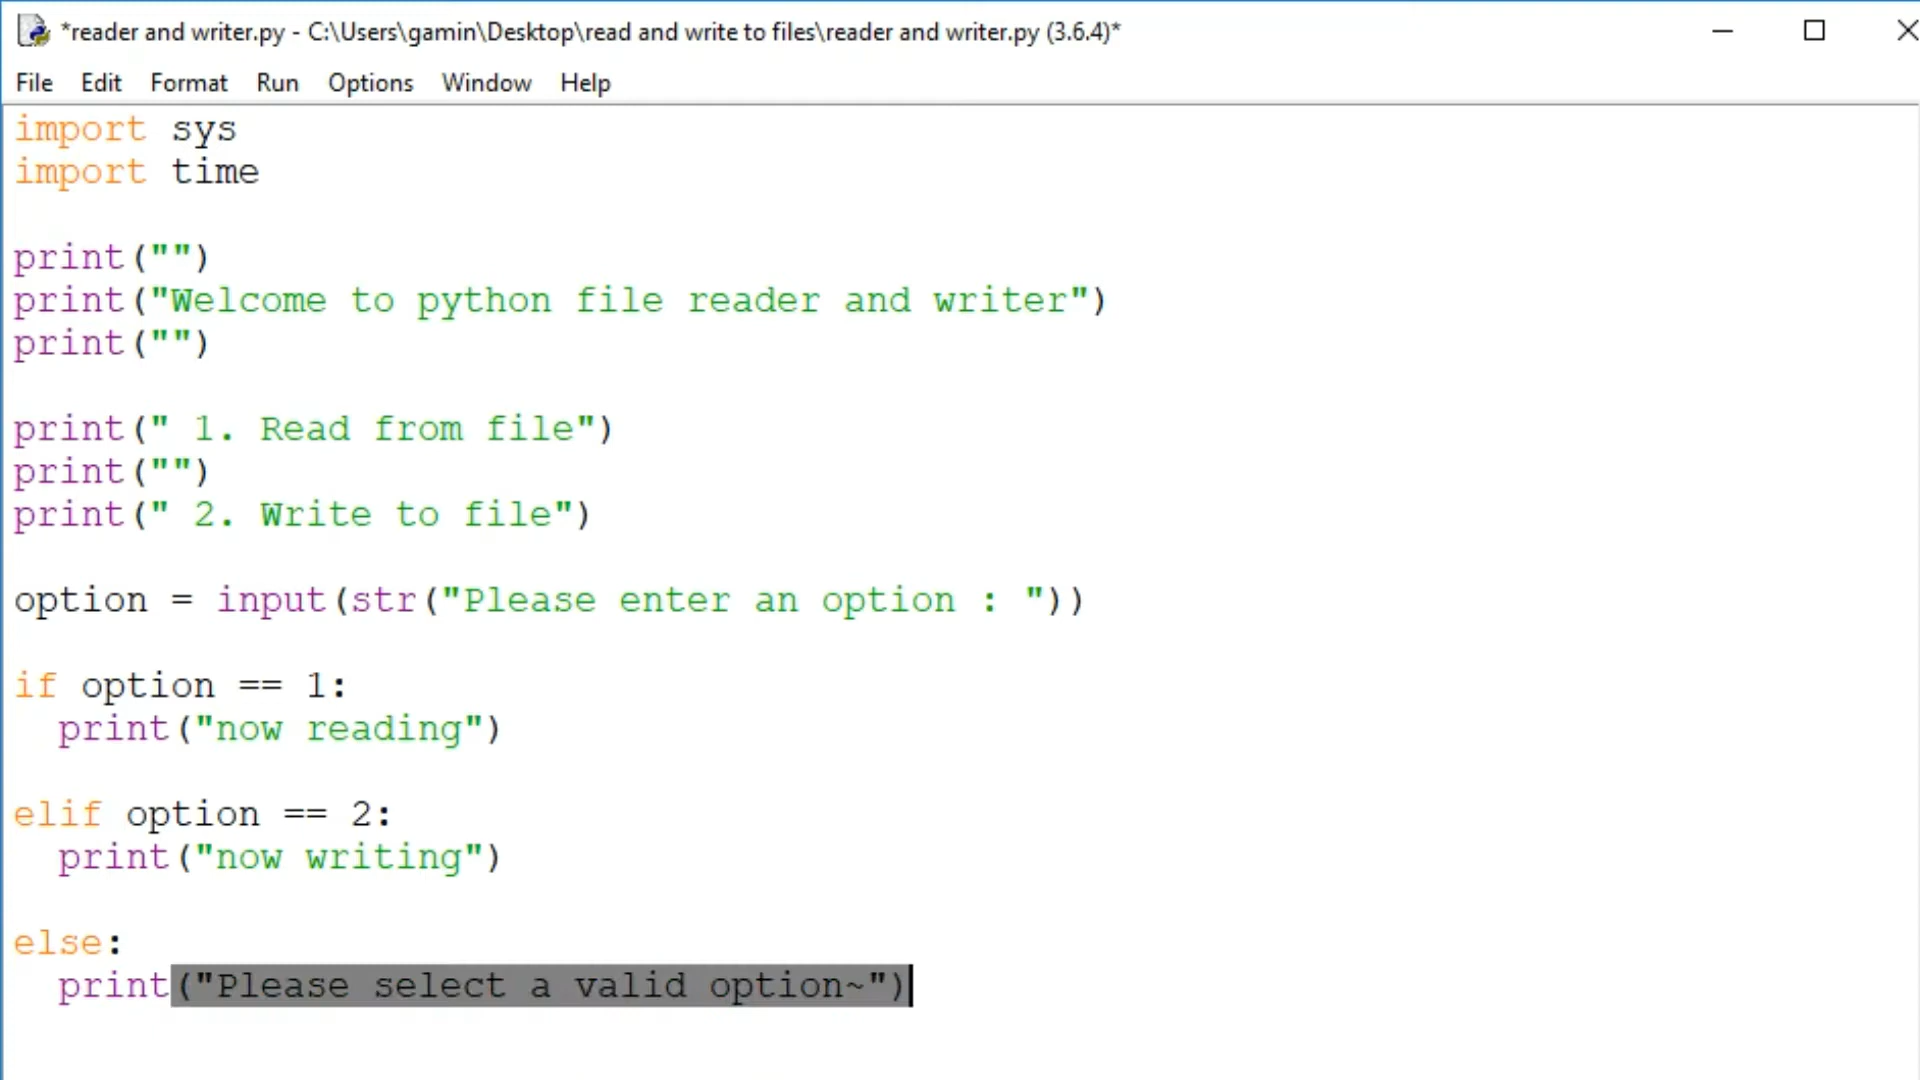 *reader and writer.py - C:\Users\gamin\Desktop\read and write to files\reader and writer.py (3.6.4)*
File Edit Format Run Options Window Help
import sys
import time
print("")
print("Welcome to python file reader and writer")
print("")
print(" 1. Read from file")
print("")
print(" 2. Write to file")
option = input(str("Please enter an option : "))
if option == 1:
  print("now reading")
elif option == 2:
  print("now writing")
else:
  print("Please select a valid option~")